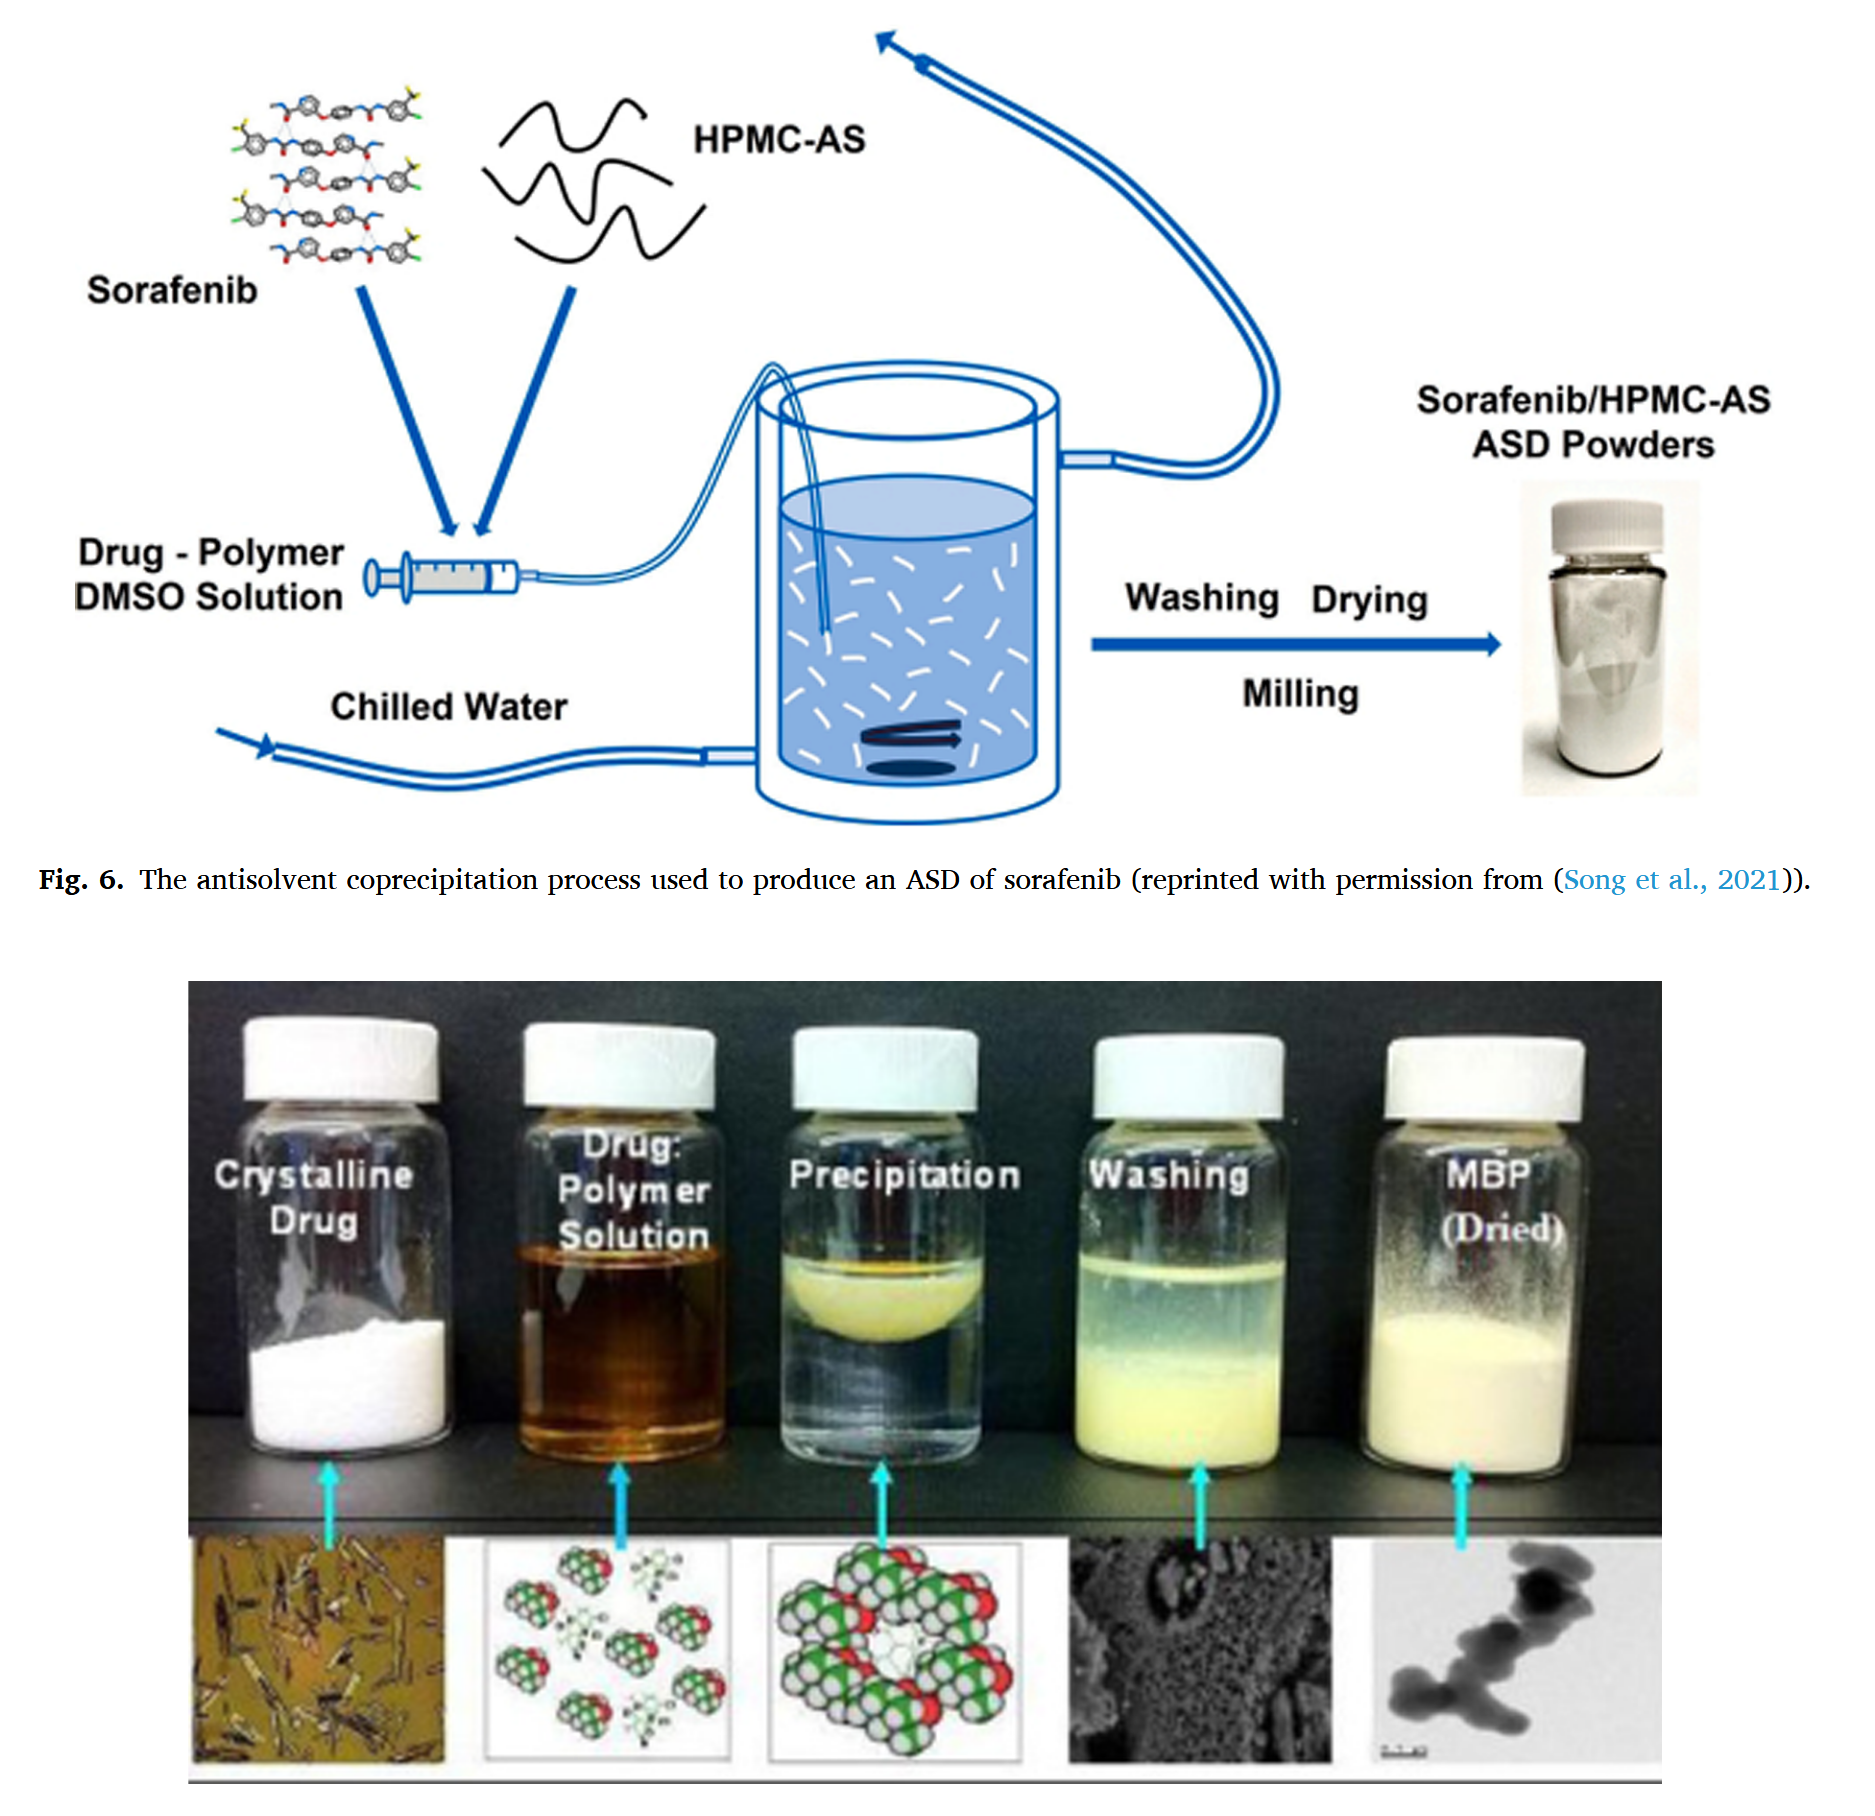 HPMC-AS
Sorafenib
Sorafenib/HPMC-AS
ASD Powders
Drug - Polymer
DMSO Solution
Washing Drying
Milling
Chilled Water
Fig. 6. The antisolvent coprecipitation process used to produce an ASD of sorafenib (reprinted with permission from (Song et al., 2021)).
Crystalline
Drug
Drug:
Polymer
Solution
Precipitation
Washing
MBP
(Dried)